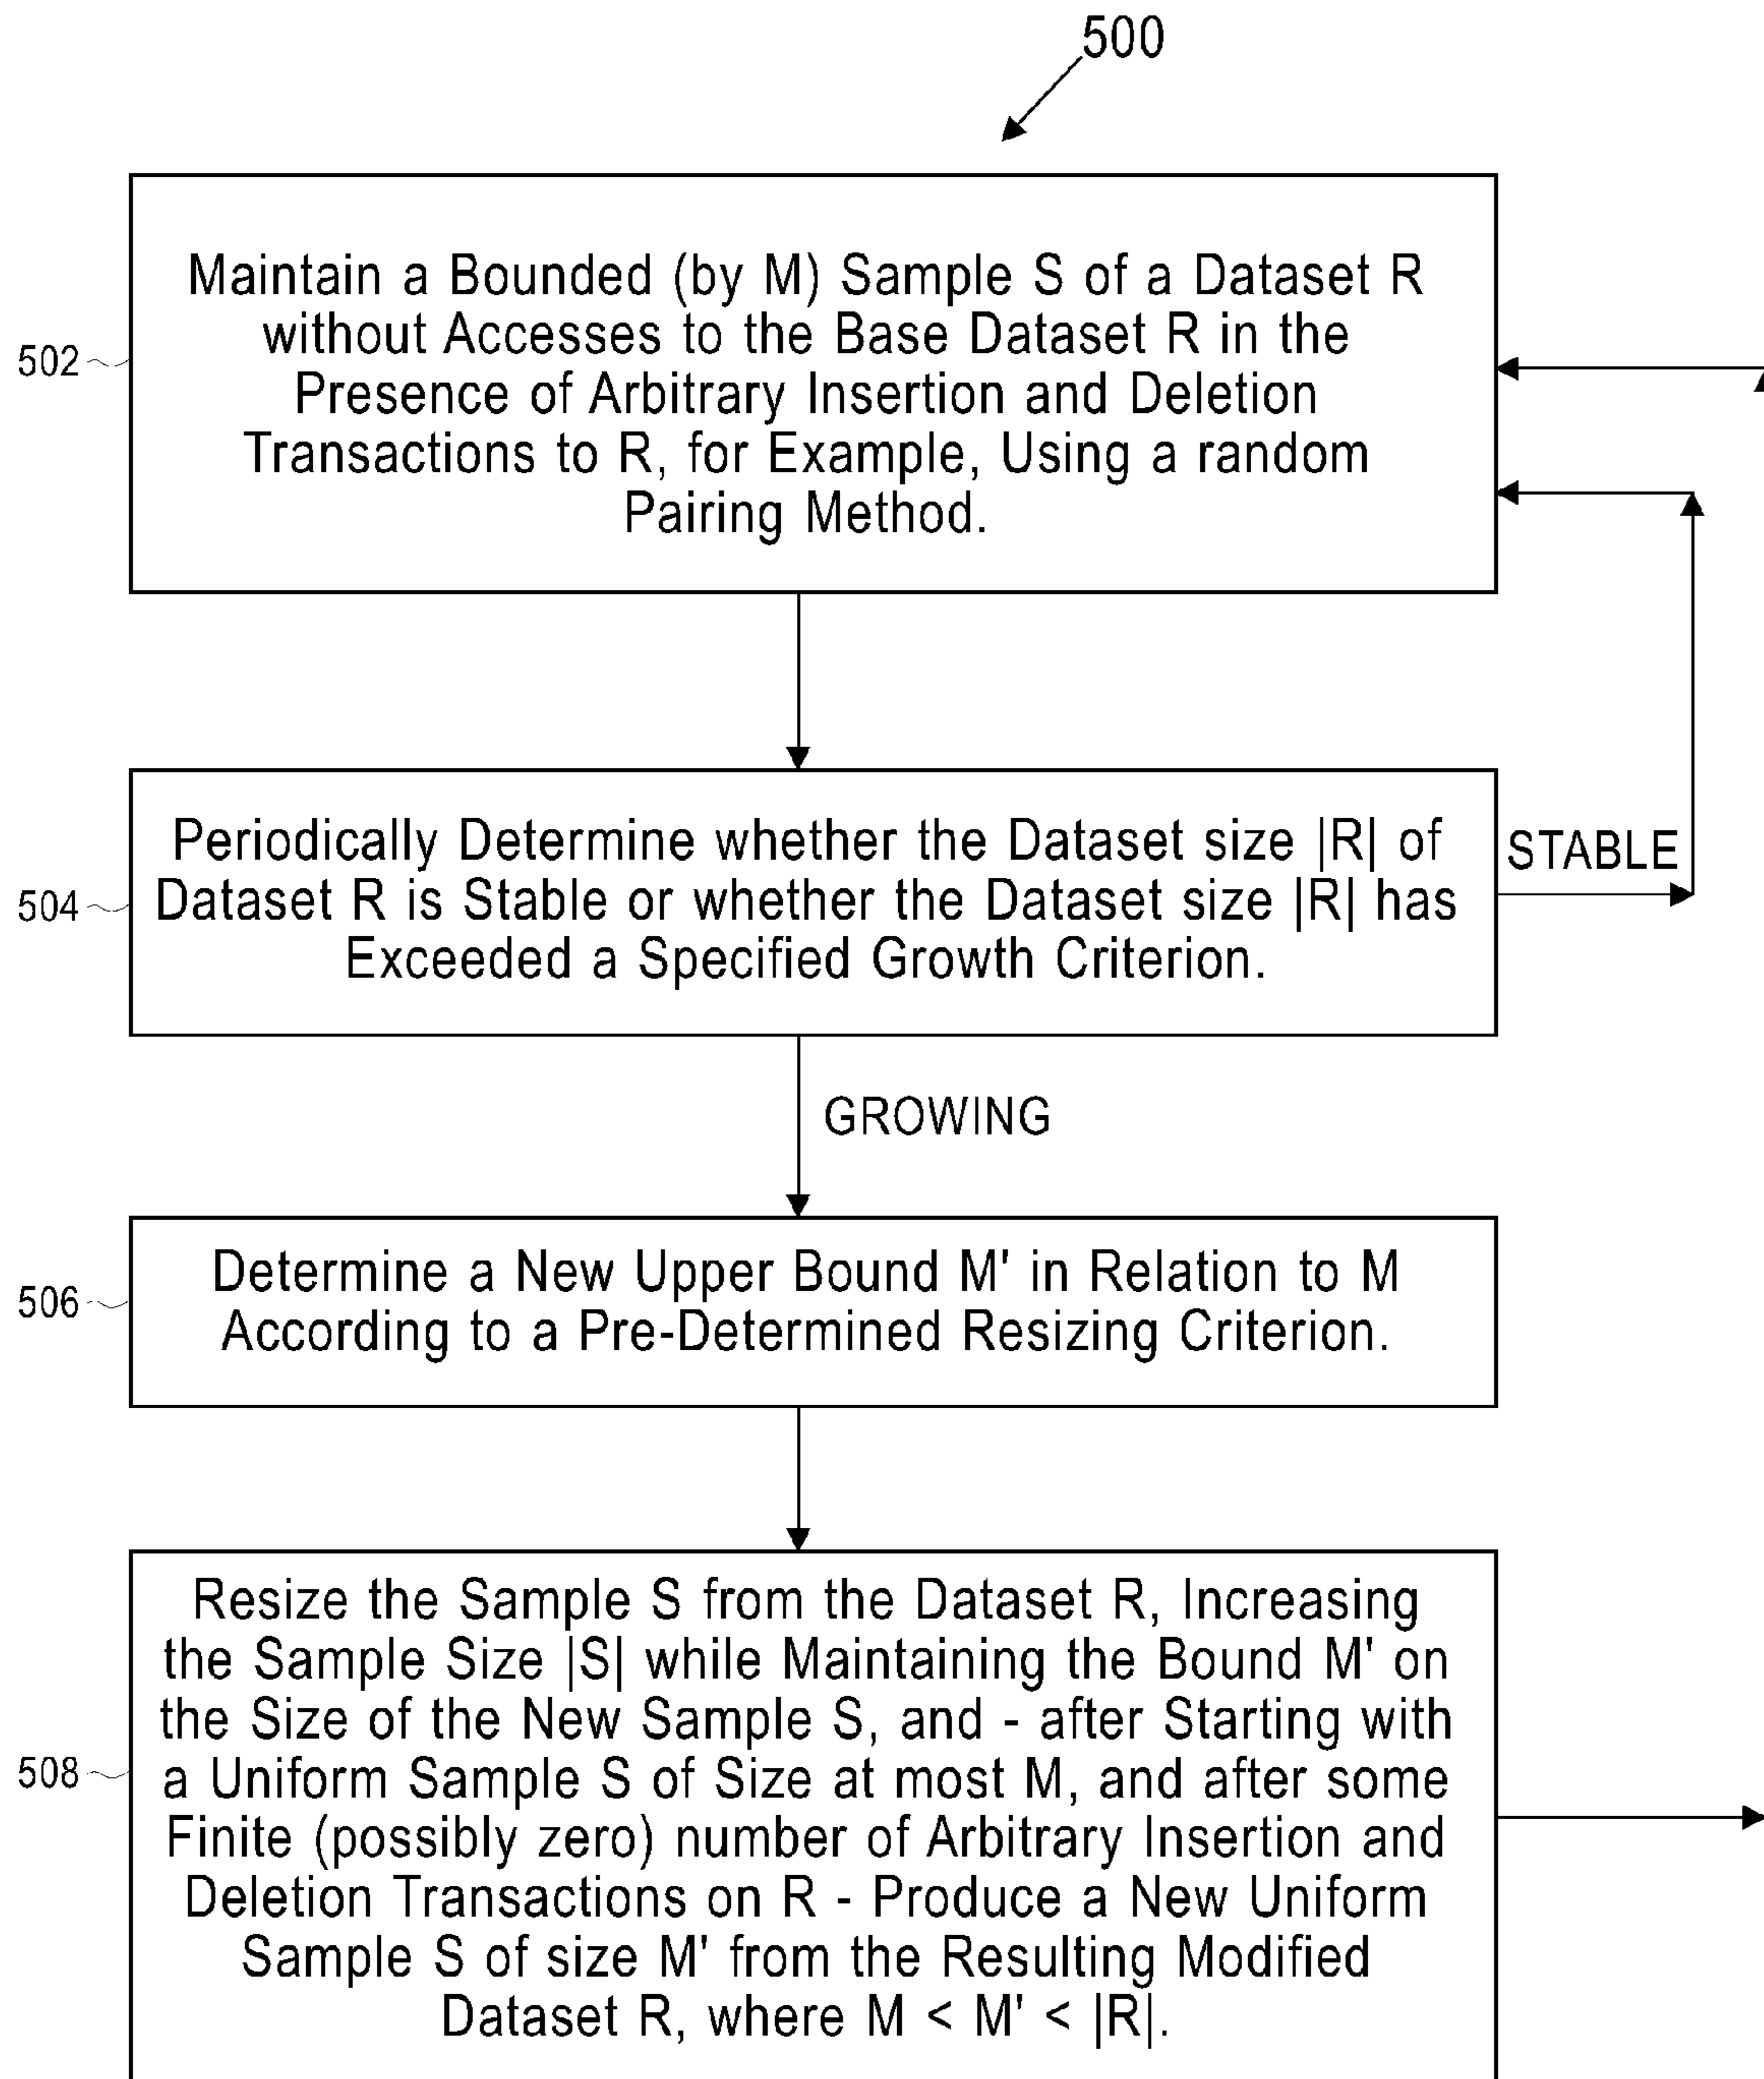 500
502
Maintain a Bounded (by M) Sample S of a Dataset R
without Accesses to the Base Dataset R in the
Presence of Arbitrary Insertion and Deletion
Transactions to R, for Example, Using a random
Pairing Method.
504
Periodically Determine whether the Dataset size |R| of
Dataset R is Stable or whether the Dataset size |R| has
Exceeded a Specified Growth Criterion.
STABLE
GROWING
506
Determine a New Upper Bound M' in Relation to M
According to a Pre-Determined Resizing Criterion.
508
Resize the Sample S from the Dataset R, Increasing
the Sample Size |S| while Maintaining the Bound M' on
the Size of the New Sample S, and - after Starting with
a Uniform Sample S of Size at most M, and after some
Finite (possibly zero) number of Arbitrary Insertion and
Deletion Transactions on R - Produce a New Uniform
Sample S of size M' from the Resulting Modified
Dataset R, where M < M' < |R|.